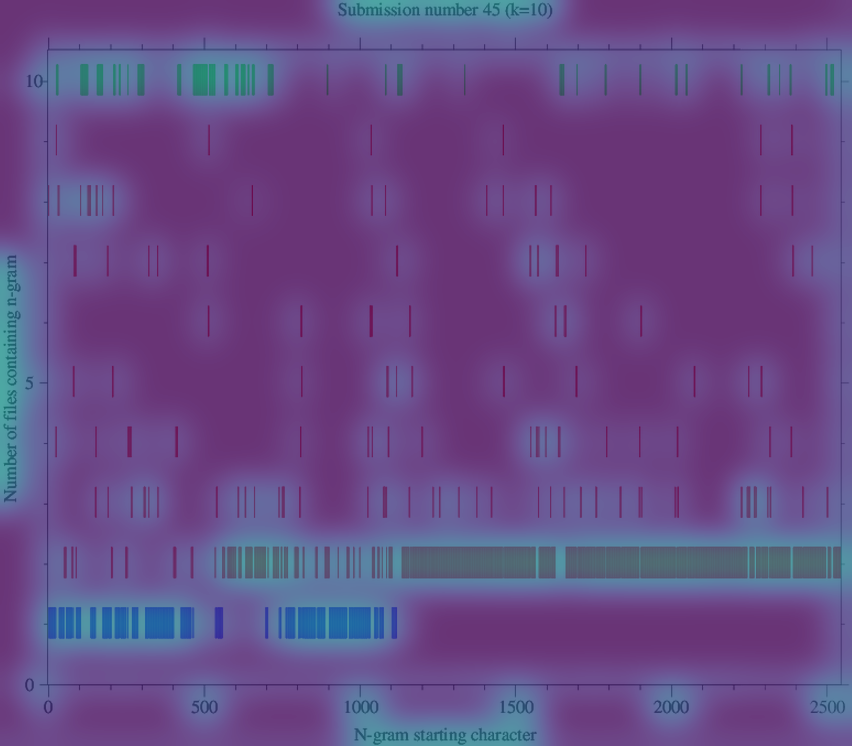 Submission number 45 (k=10)
10
5
0
Number of files containing n-gram
0 500 1000 1500 2000 2500
N-gram starting character